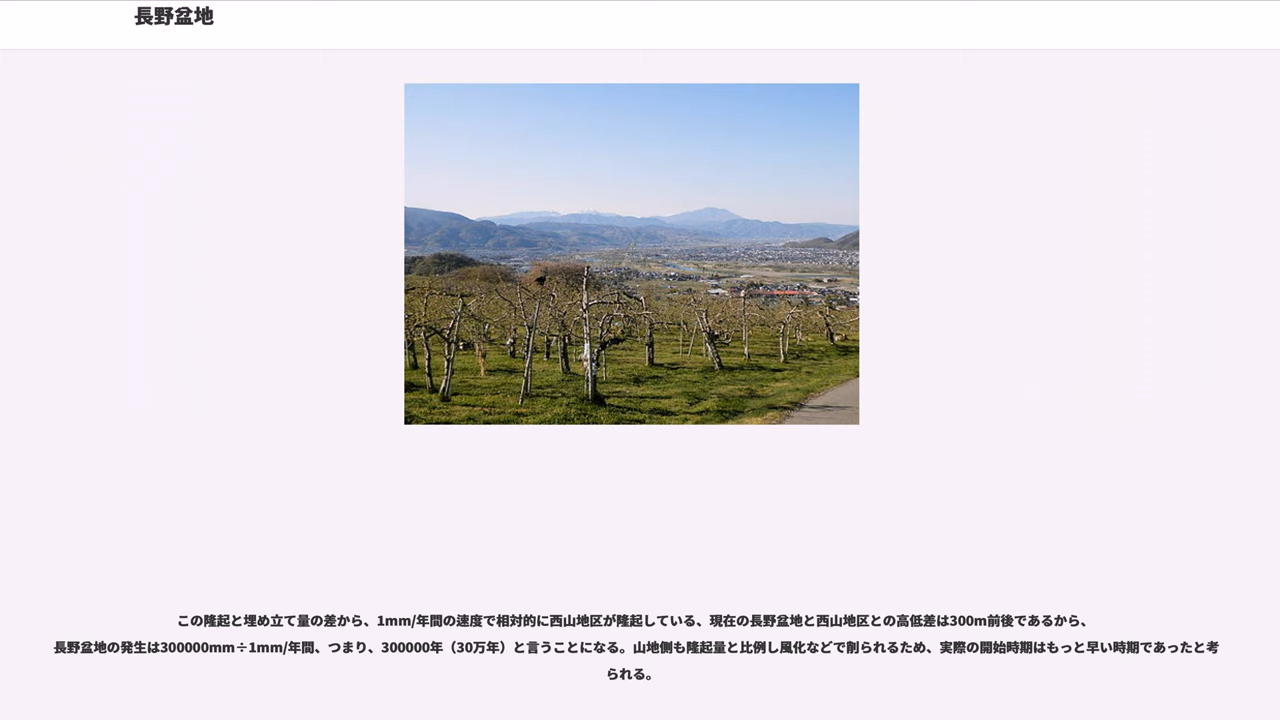 長野盆地
この隆起と埋め立て量の差から、1mm/年間の速度で相対的に西山地区が隆起している、現在の長野盆地と西山地区との高低差は300m前後であるから、
長野盆地の発生は300000mm÷1mm/年間、つまり、300000年（30万年）と言うことになる。山地側も隆起量と比例し風化などで削られるため、実際の開始時期はもっと早い時期であったと考
られる。